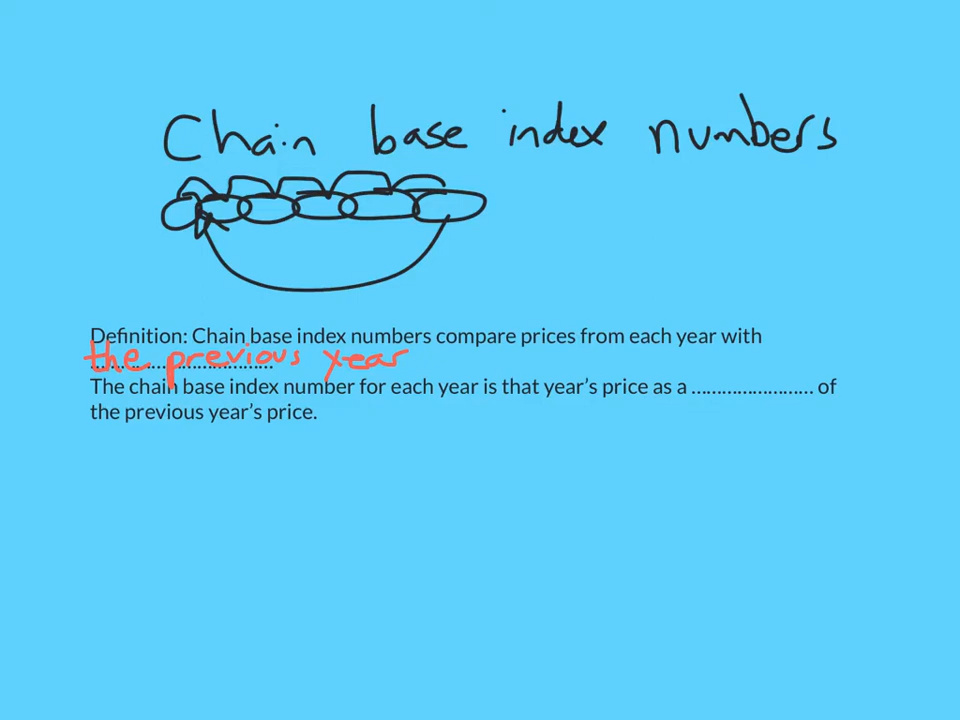 Chain base index numbers
Definition: Chain base index numbers compare prices from each year with
the previous year
The chain base index number for each year is that year's price as a ........................ of
the previous year's price.